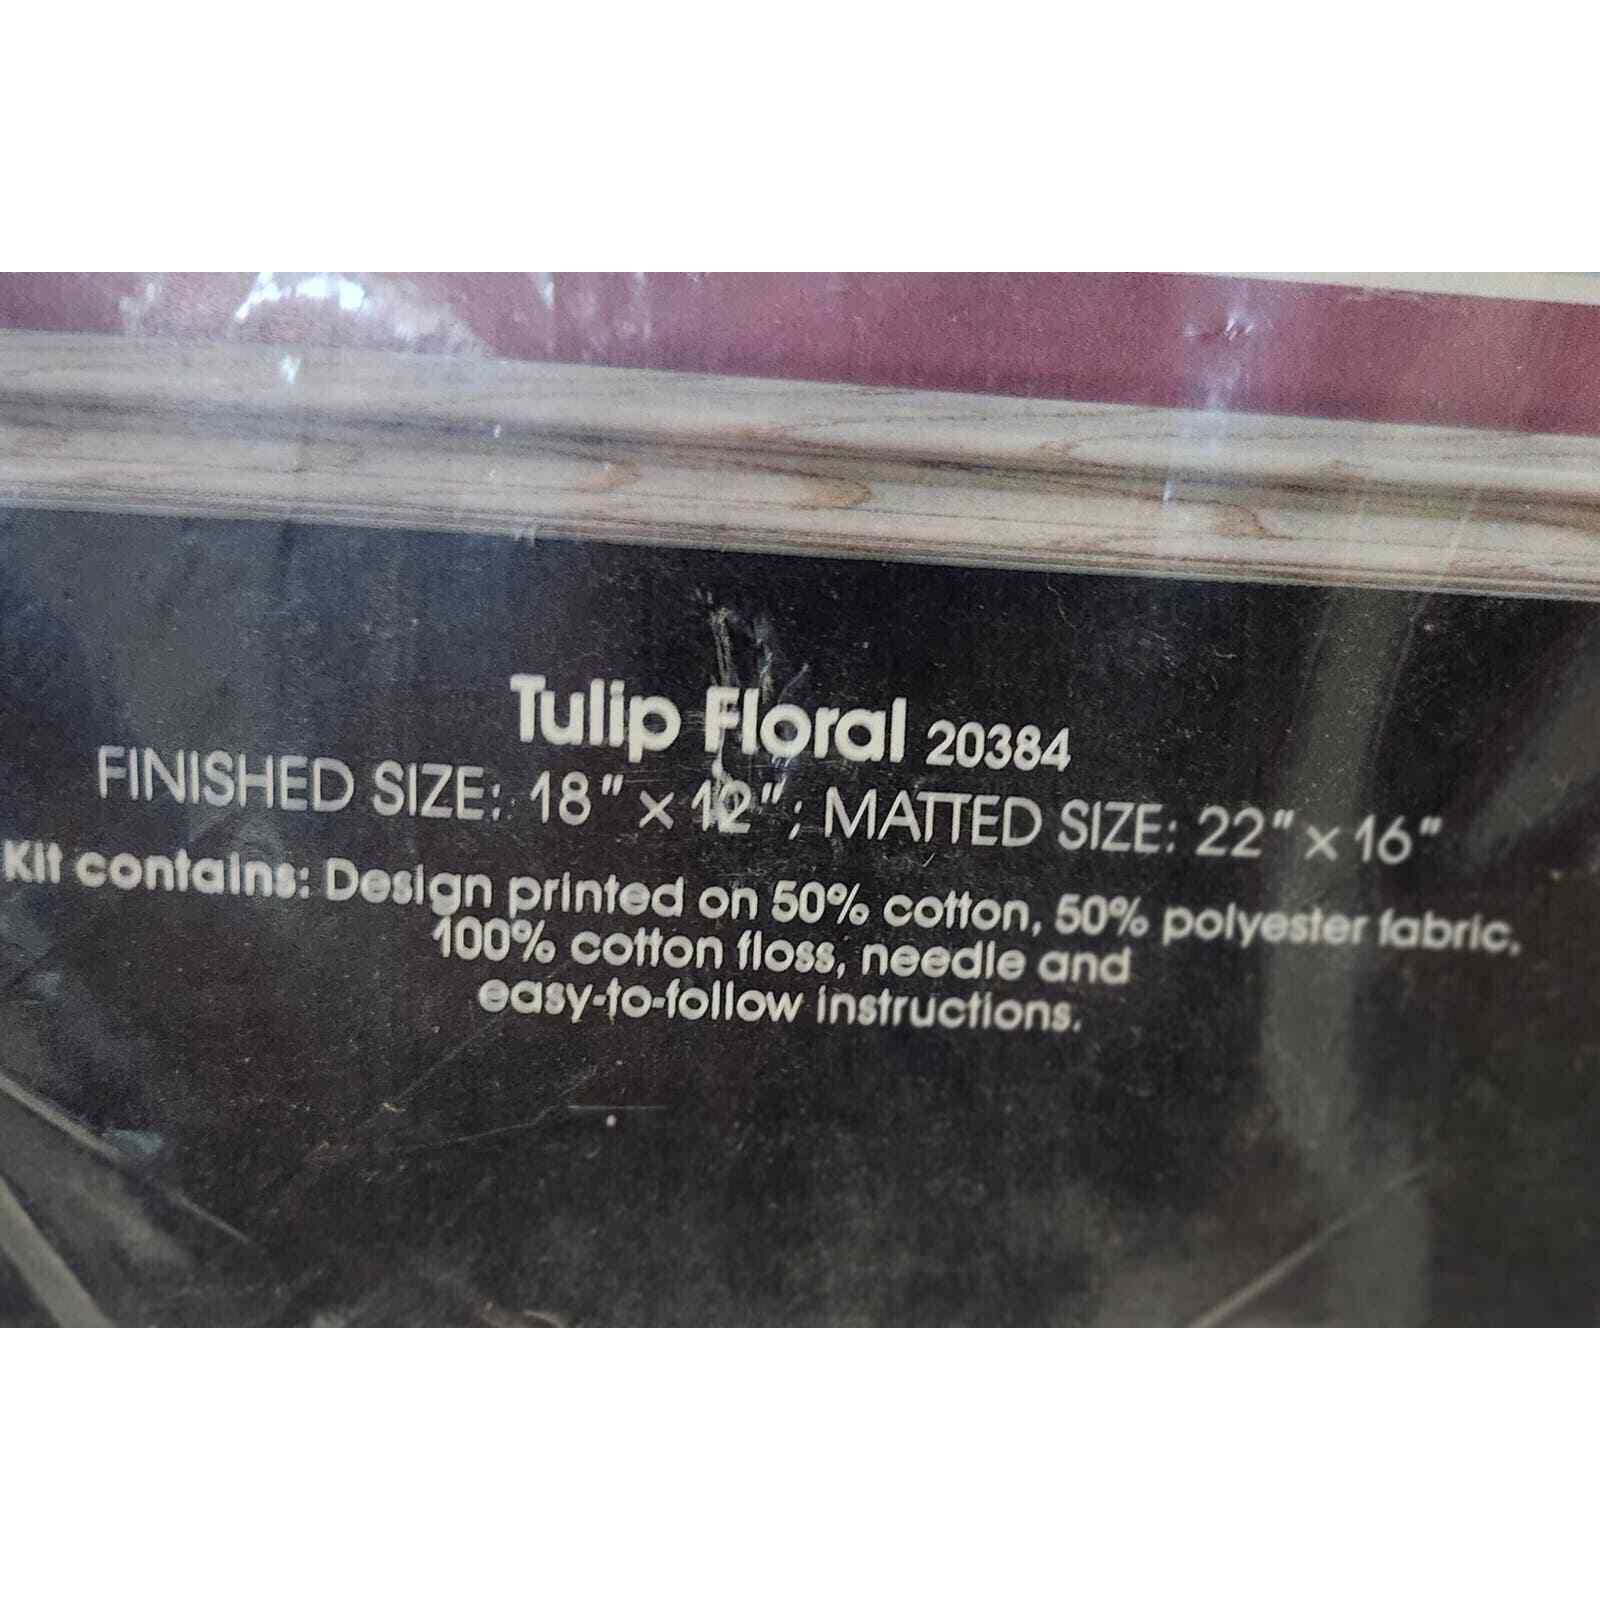 Tulip Floral 20384
FINISHED SIZE: 18" x 12"; MATTED SIZE: 22" x 16"
Kit contains: Design printed on 50% cotton, 50% polyester fabric,
100% cotton floss, needle and
easy-to-follow instructions.